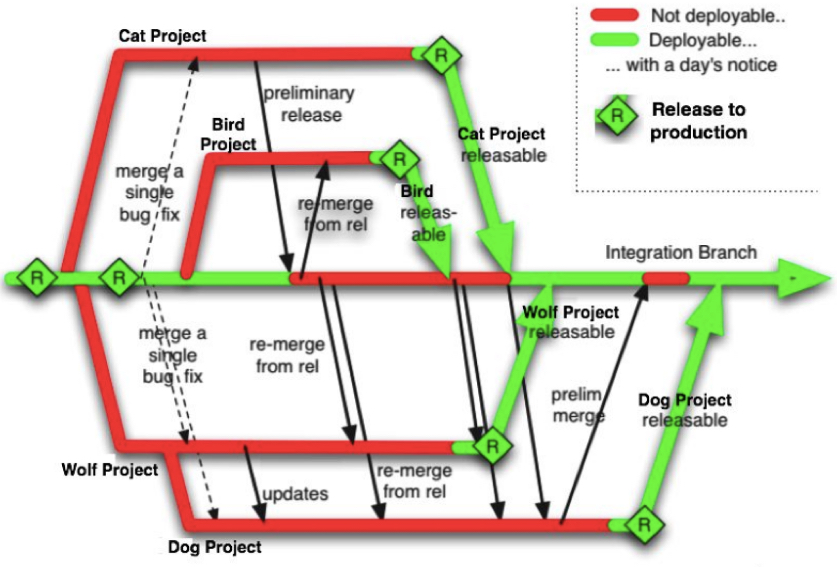 Cat Project
Not deployable..
Deployable...
... with a day's notice
R
Release to
production
R
preliminary
release
Bird
Project
Cat Project
releasable
R
merge a
single
bug fix
Bird
releas-
able
re-merge
from rel
Integration Branch
R
R
merge a
single
bug fix
re-merge
from rel
Wolf Project
releasable
prelim
merge
Dog Project
releasable
R
Wolf Project
re-merge
from rel
updates
R
Dog Project